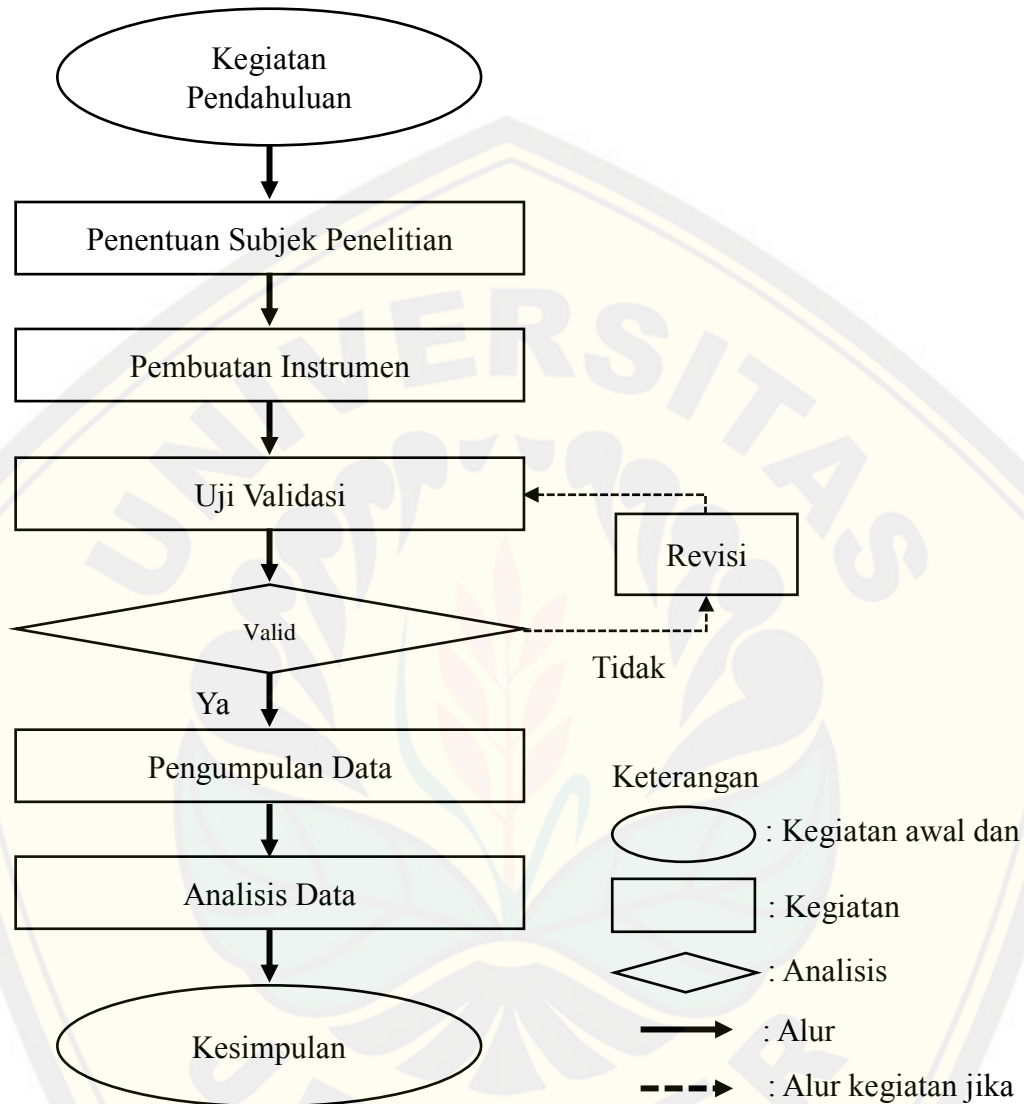 Kegiatan
Pendahuluan
Penentuan Subjek Penelitian
Pembuatan Instrumen
Uji Validasi
Revisi
Valid
Tidak
Ya
Pengumpulan Data
Analisis Data
Kesimpulan
Keterangan
: Kegiatan awal dan
: Kegiatan
: Analisis
: Alur
: Alur kegiatan jika
UNIVERSITAS